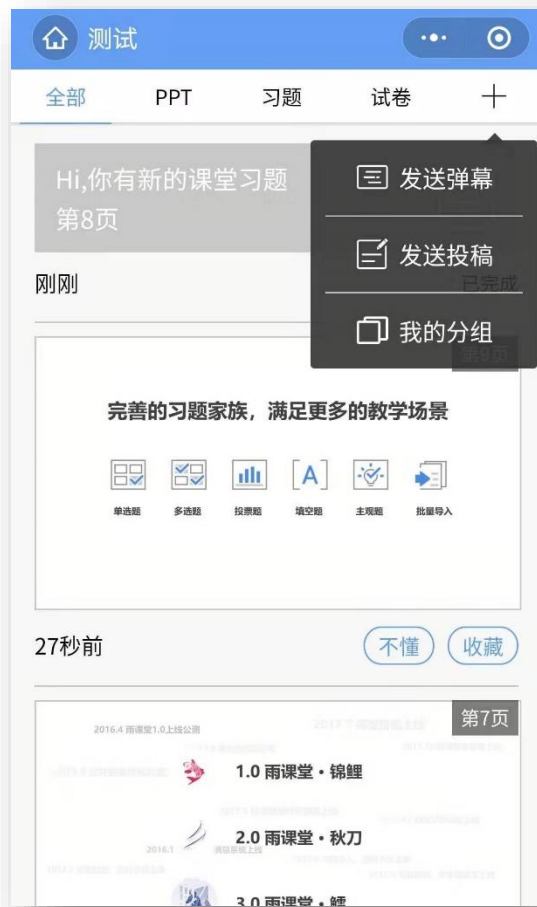 测试
全部 PPT 习题 试卷
Hi,你有新的课堂习题
第8页
发送弹幕
发送投稿
我的分组
刚刚
已完成
第9页
完善的习题家族，满足更多的教学场景
单选题 多选题 投票题 填空题 主观题 批量导入
27秒前 不懂 收藏
第7页
2016.4 雨课堂1.0上线公测
1.0 雨课堂·锦鲤
2.0 雨课堂·秋刀
3.0 雨课堂·鳕